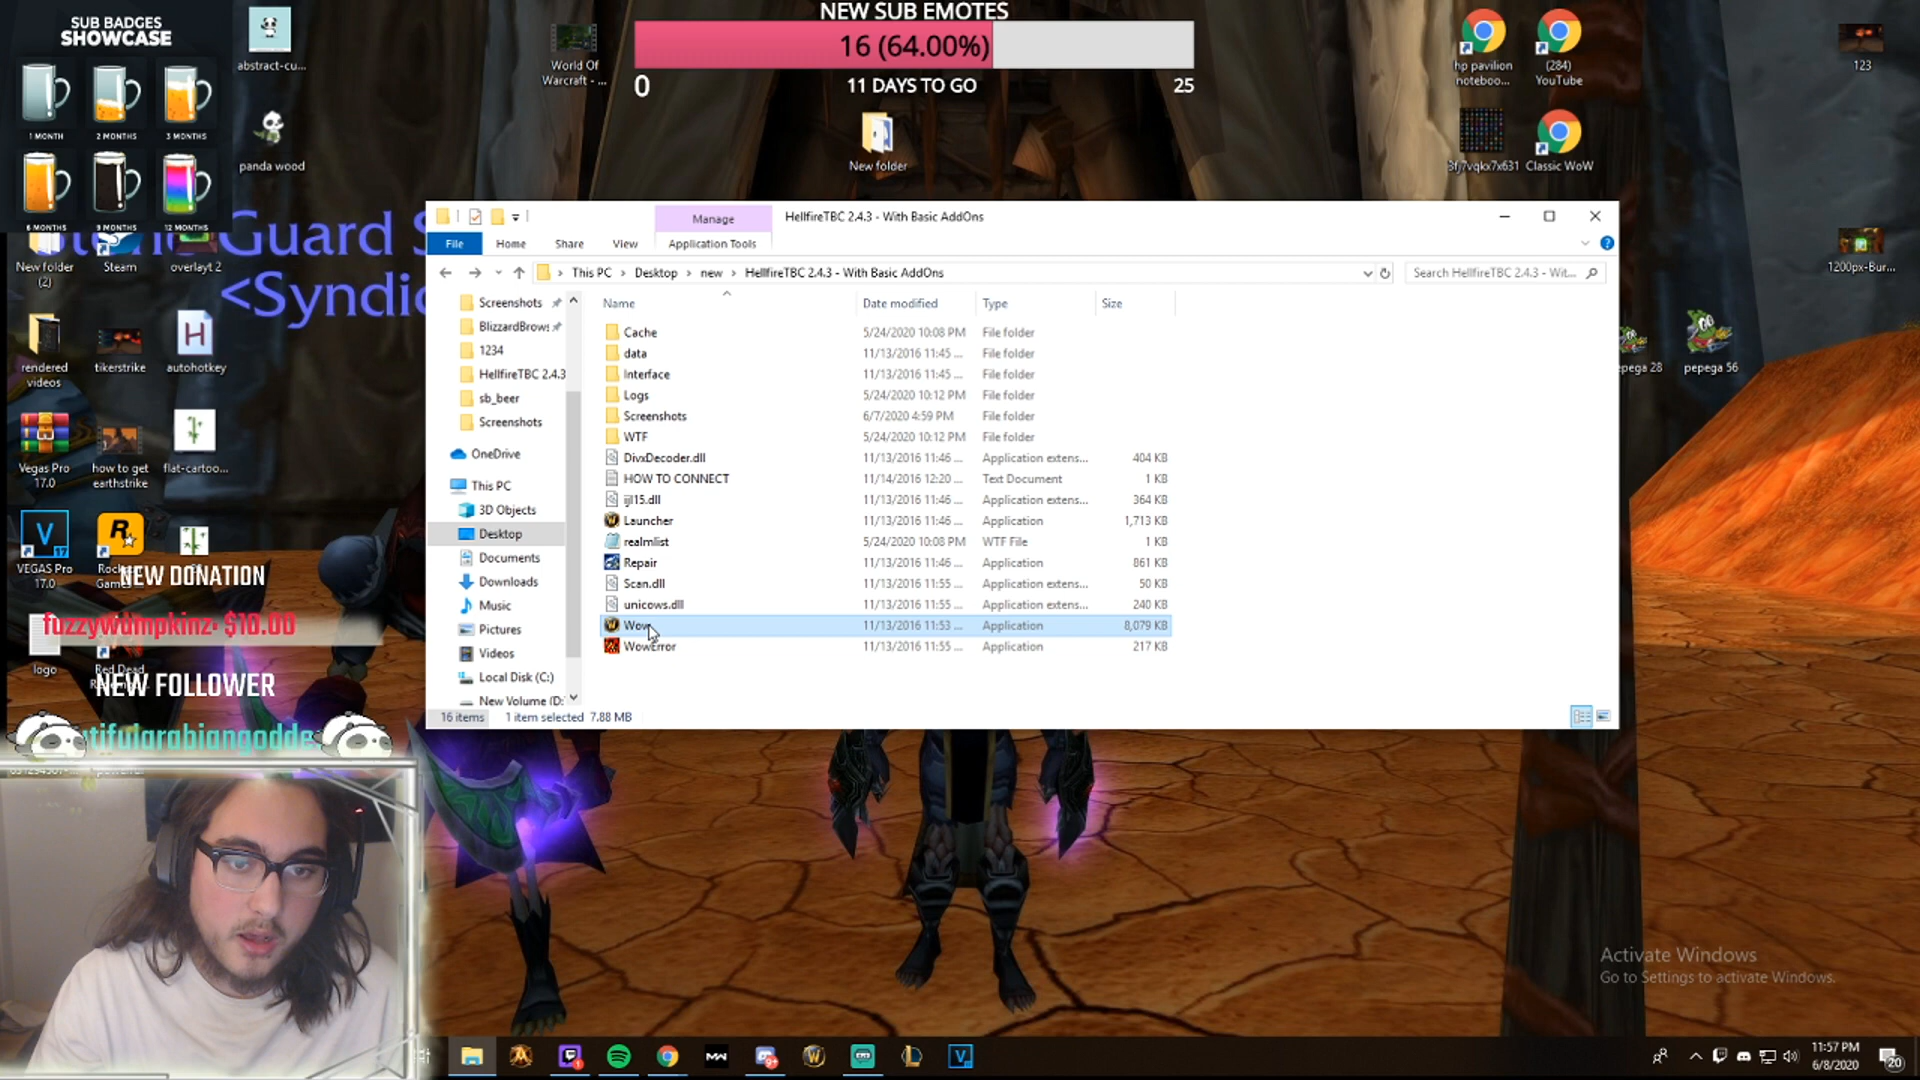 SUB BADGES
SHOWCASE
1 MONTH
2 MONTHS
3 MONTHS
6 MONTHS
9 MONTHS
12 MONTHS
abstract-cu...
panda wood
World Of
Warcraft - ...
NEW SUB EMOTES
16 (64.00%)
0
11 DAYS TO GO
25
New folder
hp pavilion
noteboo...
(284)
YouTube
123
3fj7vqkx7x631
Classic WoW
1200px-Bur...
pepega 28
pepega 56
Guard S
<Syndic
New folder
(2)
Steam
overlayt 2
rendered
videos
tikerstrike
autohotkey
Vegas Pro
17.0
how to get
earthstrike
flat-cartoo...
VEGAS Pro
17.0
Rock
Games
NEW DONATION
fuzzywumpkinz: $10.00
logo
Red Dead
NEW FOLLOWER
utifularabiangodde
Manage
HellfireTBC 2.4.3 - With Basic AddOns
File
Home
Share
View
Application Tools
This PC
Desktop
new
HellfireTBC 2.4.3 - With Basic AddOns
Search HellfireTBC 2.4.3 - Wit...
Screenshots
BlizzardBrows
1234
HellfireTBC 2.4.3
sb_beer
Screenshots
OneDrive
This PC
3D Objects
Desktop
Documents
Downloads
Music
Pictures
Videos
Local Disk (C:)
New Volume (D:
Name
Date modified
Type
Size
Cache 5/24/2020 10:08 PM File folder
data 11/13/2016 11:45 ... File folder
Interface 11/13/2016 11:45 ... File folder
Logs 5/24/2020 10:12 PM File folder
Screenshots 6/7/2020 4:59 PM File folder
WTF 5/24/2020 10:12 PM File folder
DivxDecoder.dll 11/13/2016 11:46 ... Application extens... 404 KB
HOW TO CONNECT 11/14/2016 12:20 ... Text Document 1 KB
ijl15.dll 11/13/2016 11:46 ... Application extens... 364 KB
Launcher 11/13/2016 11:46 ... Application 1,713 KB
realmlist 5/24/2020 10:08 PM WTF File 1 KB
Repair 11/13/2016 11:46 ... Application 861 KB
Scan.dll 11/13/2016 11:55 ... Application extens... 50 KB
unicows.dll 11/13/2016 11:55 ... Application extens... 240 KB
Wow 11/13/2016 11:53 ... Application 8,079 KB
WowError 11/13/2016 11:55 ... Application 217 KB
16 items
1 item selected 7.88 MB
Activate Windows
Go to Settings to activate Windows.
11:57 PM
6/8/2020
20